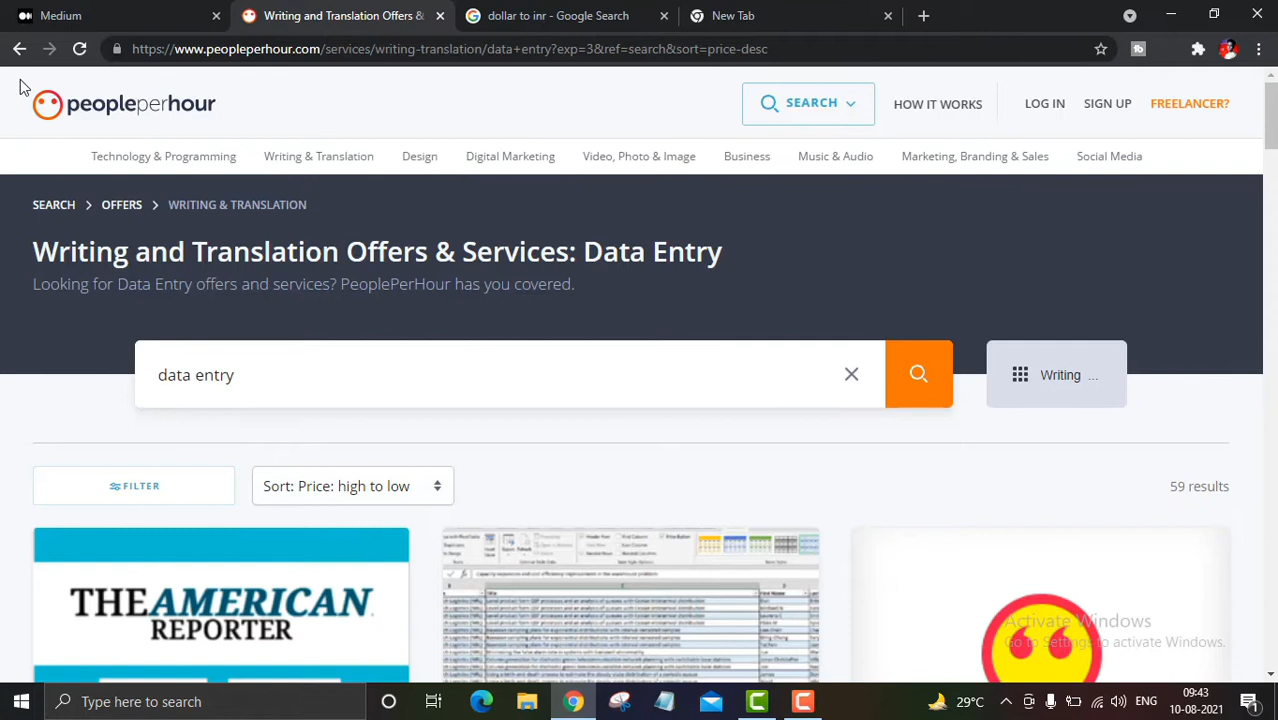 Medium
Writing and Translation Offers &
dollar to inr - Google Search
New Tab
https://www.peopleperhour.com/services/writing-translation/data+entry?exp=3&ref=search&sort=price-desc
peopleperhour
SEARCH
HOW IT WORKS
LOG IN
SIGN UP
FREELANCER?
Technology & Programming
Writing & Translation
Design
Digital Marketing
Video, Photo & Image
Business
Music & Audio
Marketing, Branding & Sales
Social Media
SEARCH > OFFERS > WRITING & TRANSLATION
Writing and Translation Offers & Services: Data Entry
Looking for Data Entry offers and services? PeoplePerHour has you covered.
data entry
Writing ...
FILTER
Sort: Price: high to low
59 results
THE AMERICAN
REPORTER
Title
First Name
Activate Windows
Go to Settings to activate Windows.
Type here to search
29°C
ENG
09:43
10-08-2021